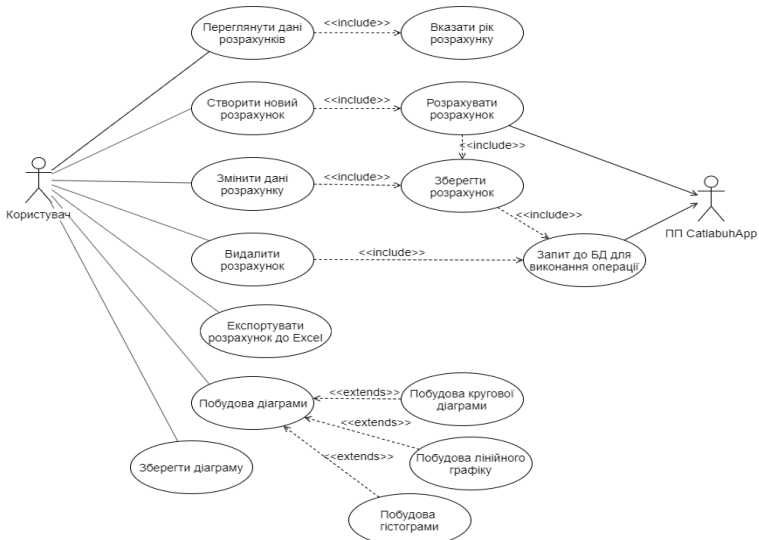 Переглянути дані
розрахунків
<<include>>
Вказати рік
розрахунку
Створити новий
розрахунок
<<include>>
Розрахувати
розрахунок
<<include>>
Змінити дані
розрахунку
<<include>>
Зберегти
розрахунок
Користувач
<<include>>
ПП CatlabuhApp
Видалити
розрахунок
<<include>>
Запит до БД для
виконання операції
Експортувати
розрахунок до Excel
Побудова діаграми
<<extends>>
Побудова кругової
діаграми
<<extends>>
Зберегти діаграму
<<extends>>
Побудова лінійного
графіку
Побудова
гістограми